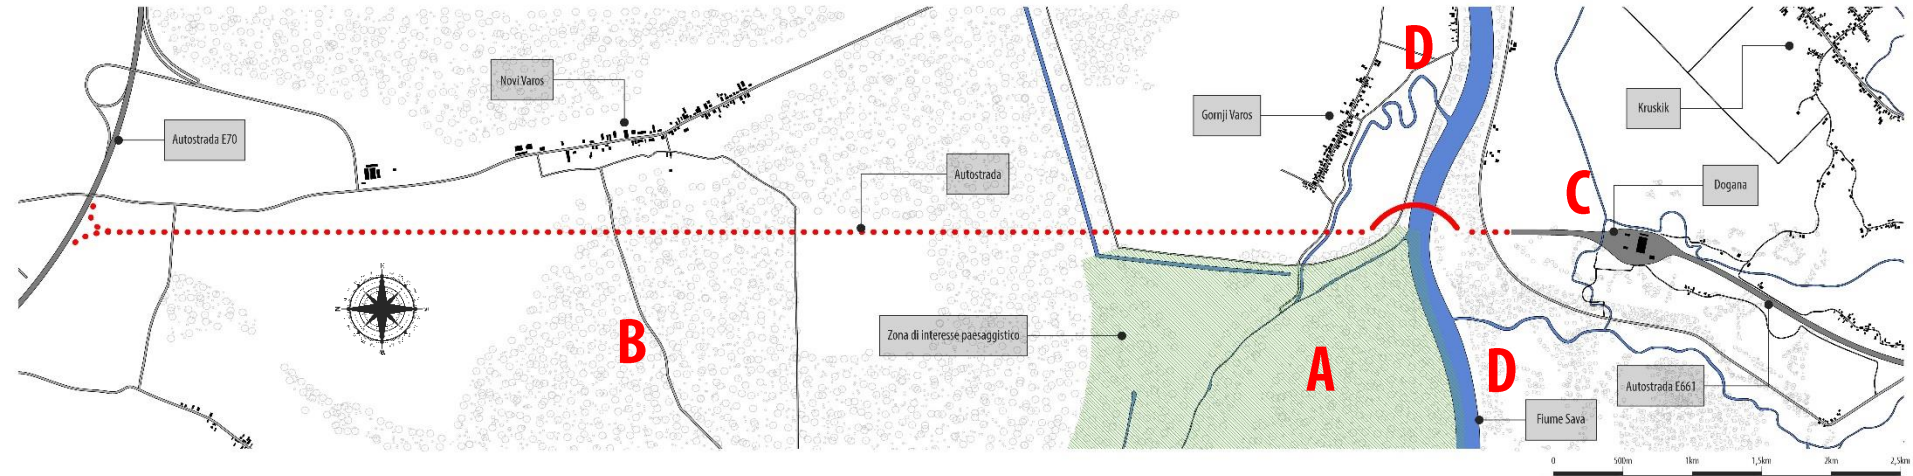 D
Novi Varos
Gornji Varos
Kruskik
Autostrada E70
Autostrada
C
Dogana
Zona di interesse paesaggistico
B
A
D
Autostrada E661
Fiume Sava
0 500m 1km 1,5km 2km 2,5km